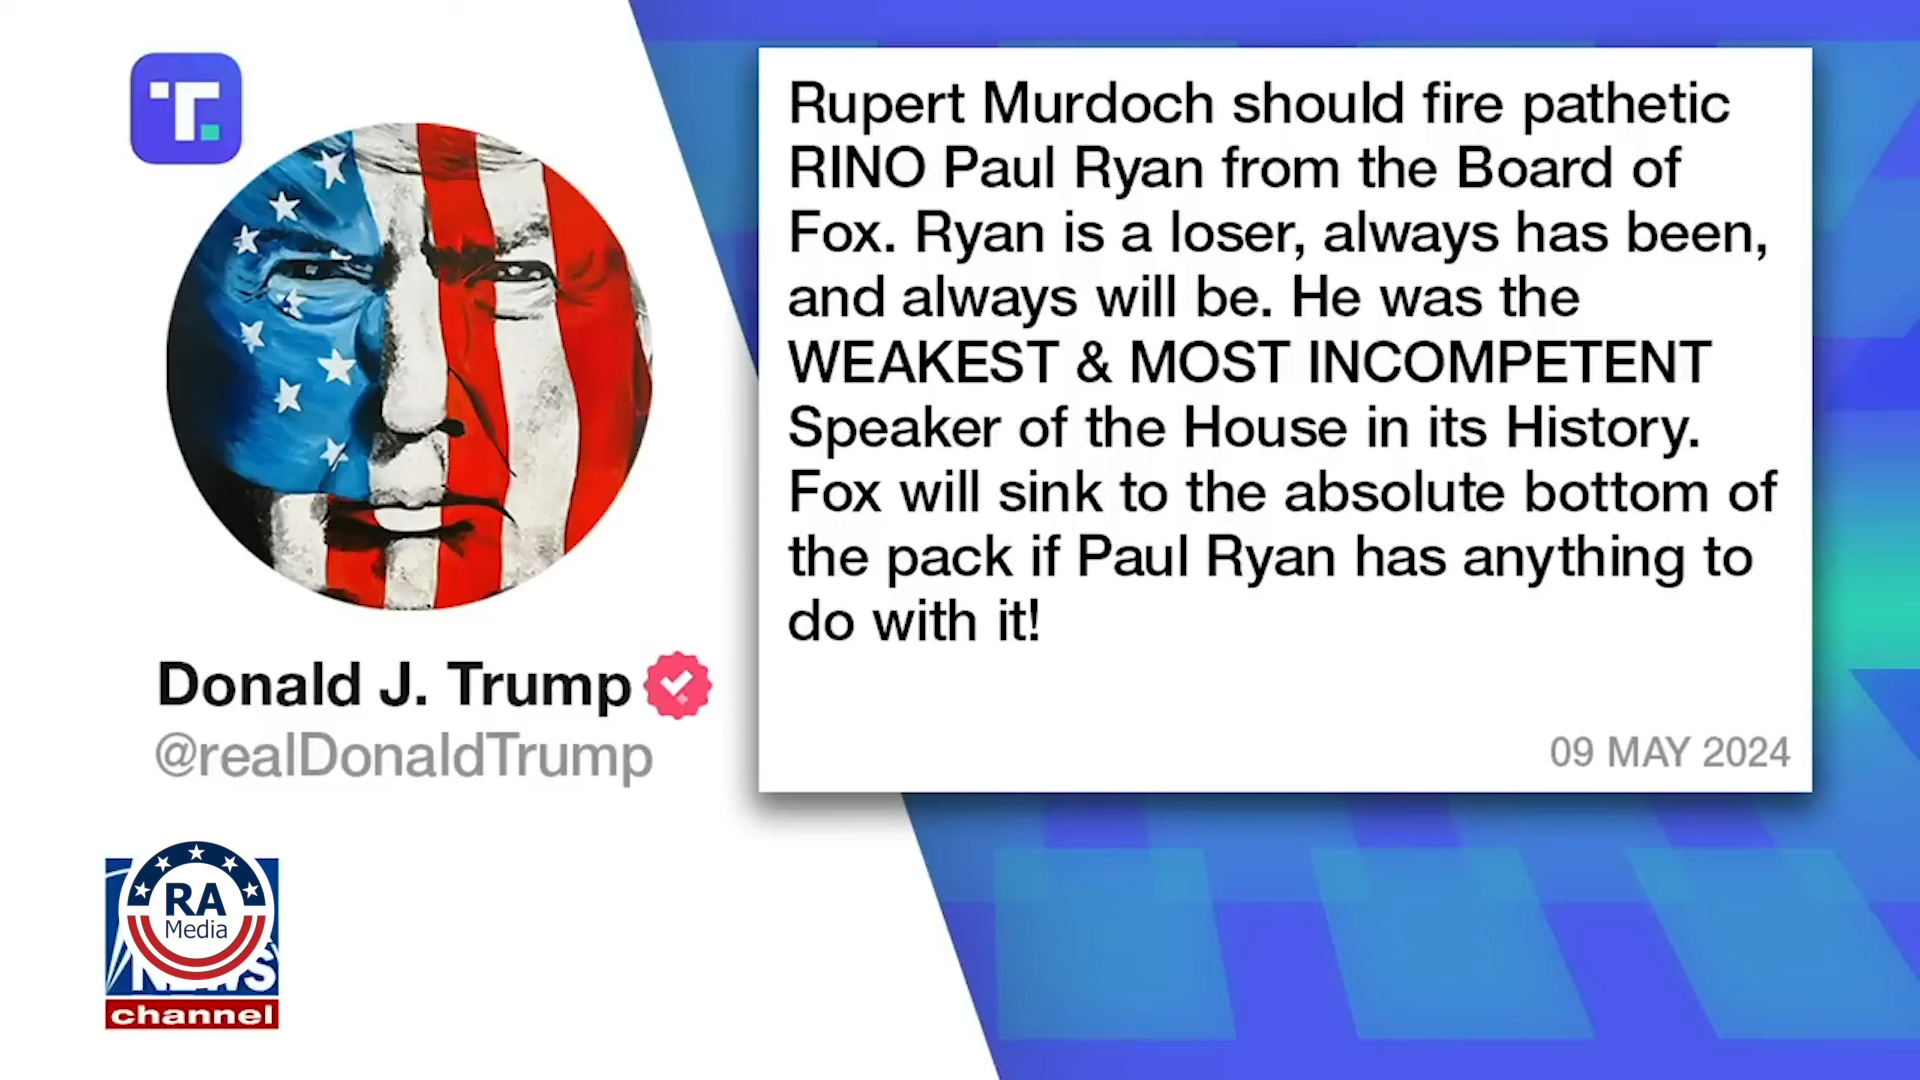 T.
Rupert Murdoch should fire pathetic
RINO Paul Ryan from the Board of
Fox. Ryan is a loser, always has been,
and always will be. He was the
WEAKEST & MOST INCOMPETENT
Speaker of the House in its History.
Fox will sink to the absolute bottom of
the pack if Paul Ryan has anything to
do with it!
09 MAY 2024
Donald J. Trump
@realDonaldTrump
RA
Media
NEWS
channel